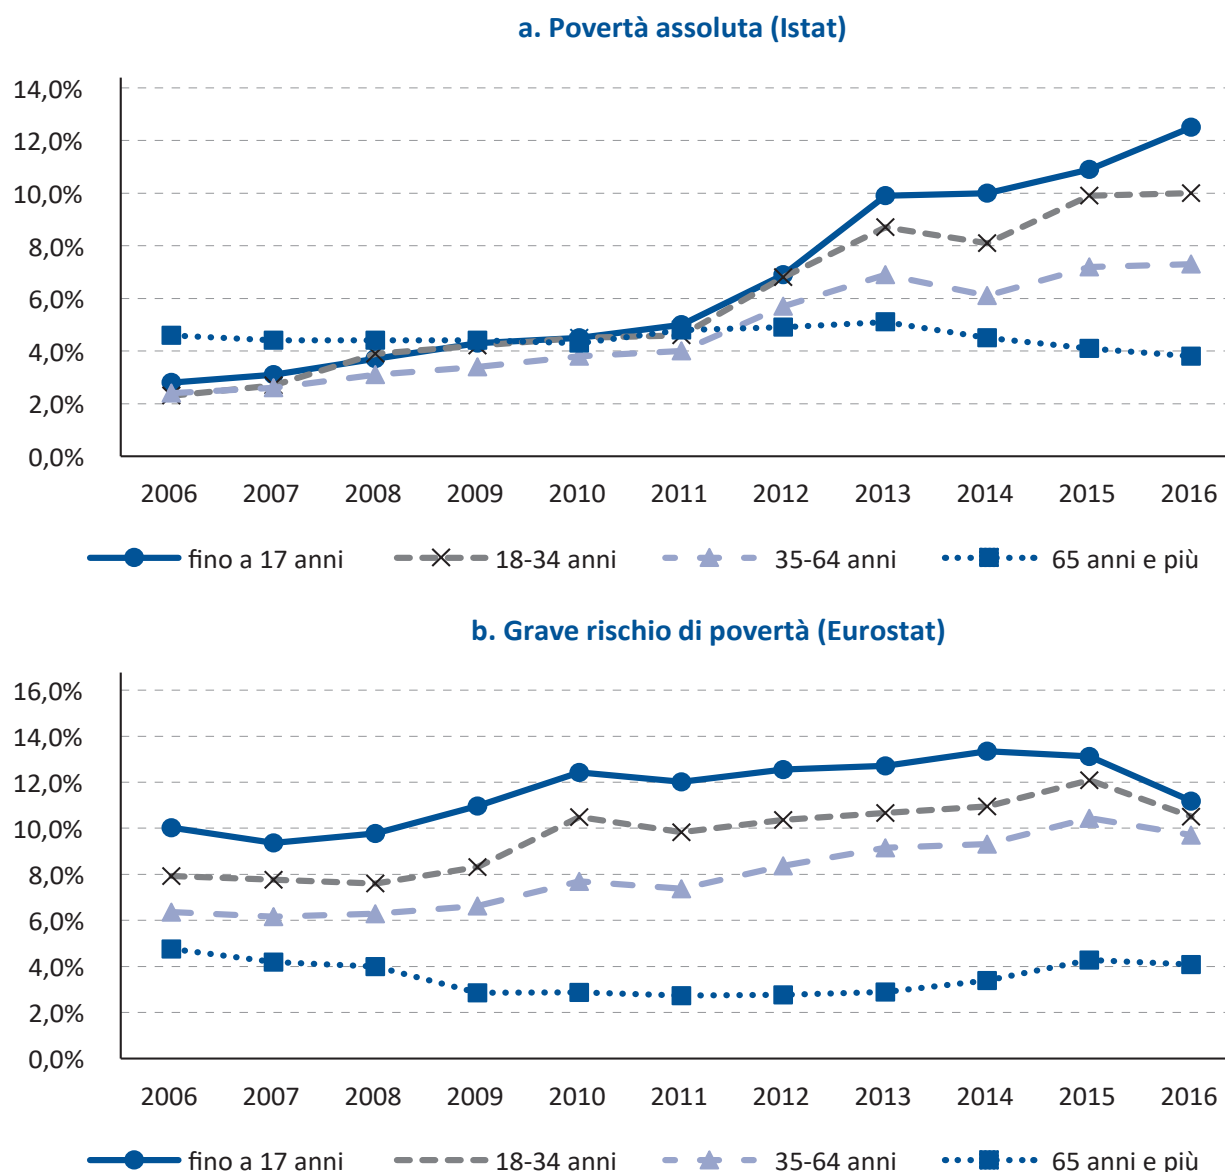 a. Povertà assoluta (Istat)
14,0%
12,0%
10,0%
8,0%
6,0%
4,0%
2,0%
0,0%
2006 2007 2008 2009 2010 2011 2012 2013 2014 2015 2016
fino a 17 anni 18-34 anni 35-64 anni 65 anni e più
b. Grave rischio di povertà (Eurostat)
16,0%
14,0%
12,0%
10,0%
8,0%
6,0%
4,0%
2,0%
0,0%
2006 2007 2008 2009 2010 2011 2012 2013 2014 2015 2016
fino a 17 anni 18-34 anni 35-64 anni 65 anni e più